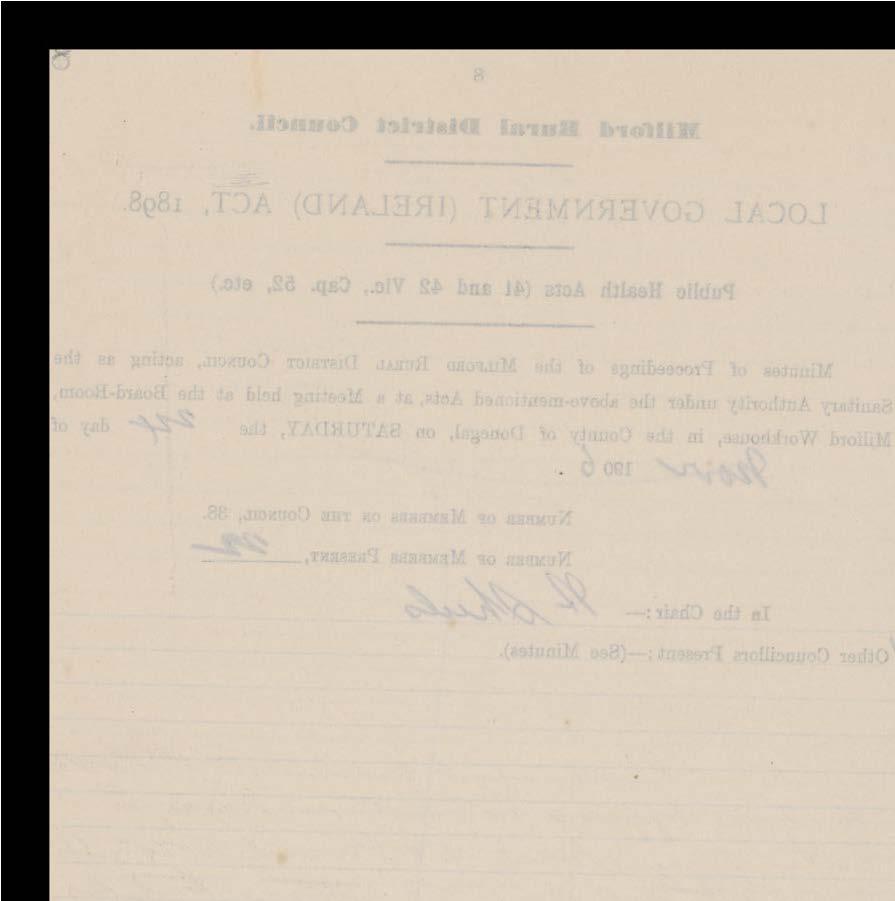 8
Milford Rural District Council.
LOCAL GOVERNMENT (IRELAND) ACT, 1898.
Public Health Acts (41 and 42 Vic., Cap. 52, etc.)
Minutes of Proceedings of the MILFORD RURAL DISTRICT COUNCIL, acting as the
Sanitary Authority under the above-mentioned Acts, at a Meeting held at the Board-Room,
Milford Workhouse, in the County of Donegal, on SATURDAY, the day of
Novr 1906.
NUMBER OF MEMBERS ON THE COUNCIL, 38.
NUMBER OF MEMBERS PRESENT,
In the Chair:—
Other Councillors Present:—(See Minutes).